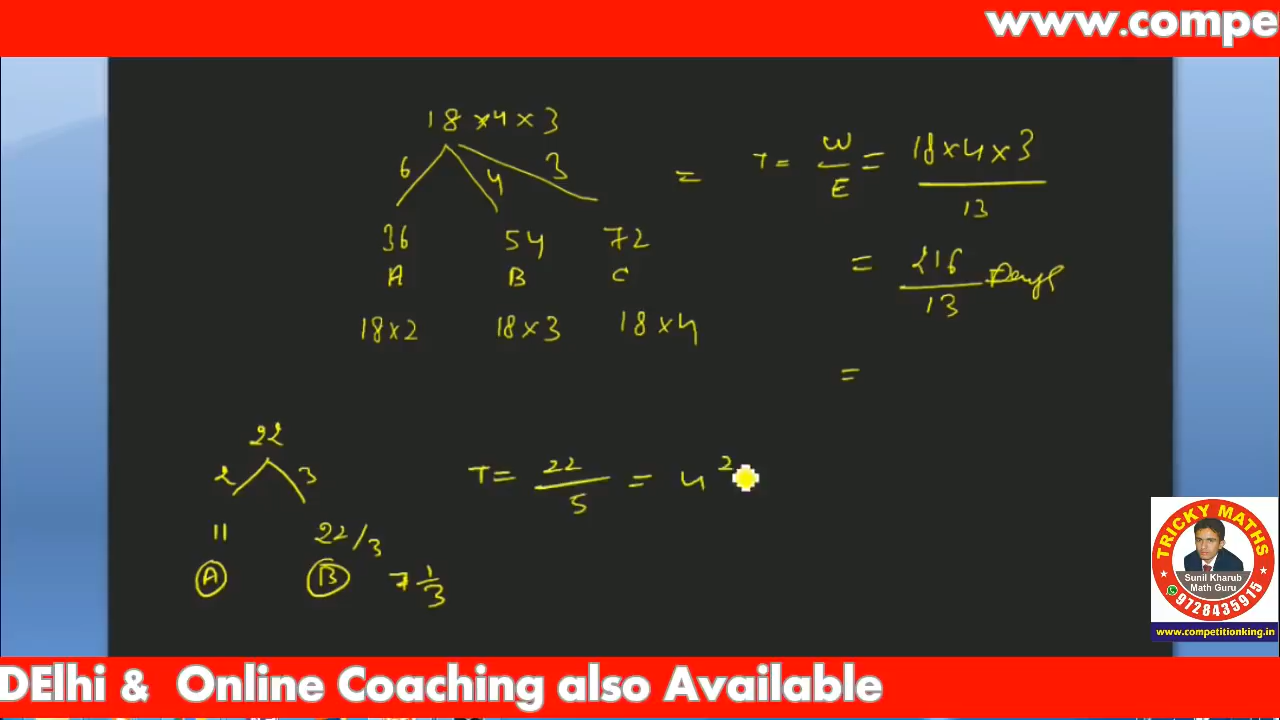 www.compe
18 × 4 × 3
6 4 3
36 54 72
A B C
18×2 18×3 18×4
= T = W/E = 18×4×3/13
= 216/13 Days
=
22
2 3
11 22/3
A B 7 1/3
T = 22/5 = 4 2
TRICKY MATHS
Sunil Kharub
Math Guru
9728435915
www.competitionking.in
DElhi & Online Coaching also Available